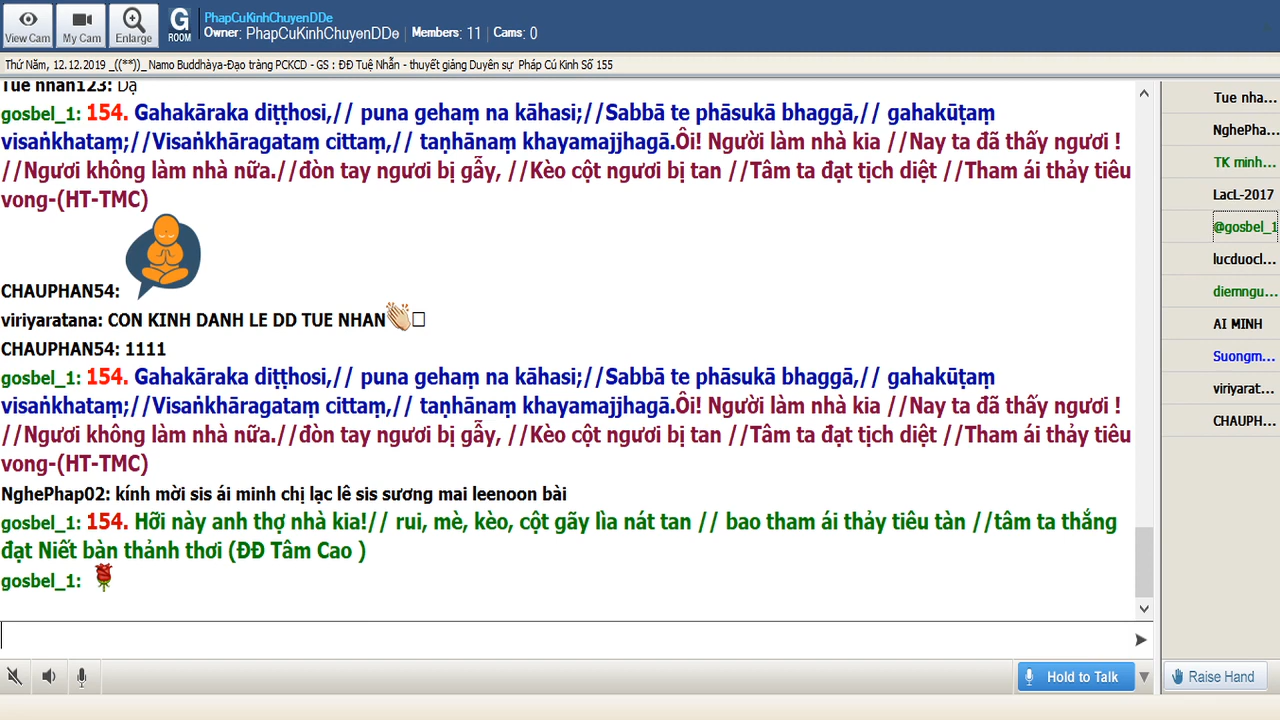 View Cam
My Cam
Enlarge
G
ROOM
PhapCuKinhChuyenDDe
Owner: PhapCuKinhChuyenDDe | Members: 11 | Cams: 0
Thứ Năm, 12.12.2019 _((**))_ Namo Buddhàya-Đạo tràng PCKCD - GS : ĐĐ Tuệ Nhẫn - thuyết giảng Duyên sự Pháp Cú Kinh Số 155
Tue nhan123: Dạ
gosbel_1: 154. Gahakāraka diṭṭhosi,// puna gehaṃ na kāhasi;//Sabbā te phāsukā bhaggā,// gahakūṭaṃ
visaṅkhataṃ;//Visaṅkhāragataṃ cittaṃ,// taṇhānaṃ khayamajjhagā.Ôi! Người làm nhà kia //Nay ta đã thấy ngươi !
//Ngươi không làm nhà nữa.//đòn tay ngươi bị gẫy, //Kèo cột ngươi bị tan //Tâm ta đạt tịch diệt //Tham ái thảy tiêu
vong-(HT-TMC)
CHAUPHAN54:
viriyaratana: CON KINH DANH LE DD TUE NHAN
CHAUPHAN54: 1111
gosbel_1: 154. Gahakāraka diṭṭhosi,// puna gehaṃ na kāhasi;//Sabbā te phāsukā bhaggā,// gahakūṭaṃ
visaṅkhataṃ;//Visaṅkhāragataṃ cittaṃ,// taṇhānaṃ khayamajjhagā.Ôi! Người làm nhà kia //Nay ta đã thấy ngươi !
//Ngươi không làm nhà nữa.//đòn tay ngươi bị gẫy, //Kèo cột ngươi bị tan //Tâm ta đạt tịch diệt //Tham ái thảy tiêu
vong-(HT-TMC)
NghePhap02: kính mời sis ái minh chị lạc lê sis sương mai leenoon bài
gosbel_1: 154. Hỡi này anh thợ nhà kia!// rui, mè, kèo, cột gãy lìa nát tan // bao tham ái thảy tiêu tàn //tâm ta thắng
đạt Niết bàn thảnh thơi (ĐĐ Tâm Cao )
gosbel_1:
Tue nha...
NghePha...
TK minh...
LacL-2017
@gosbel_1
lucduocl...
diemngu...
AI MINH
Suongm...
viriyarat...
CHAUPH...
Hold to Talk
Raise Hand